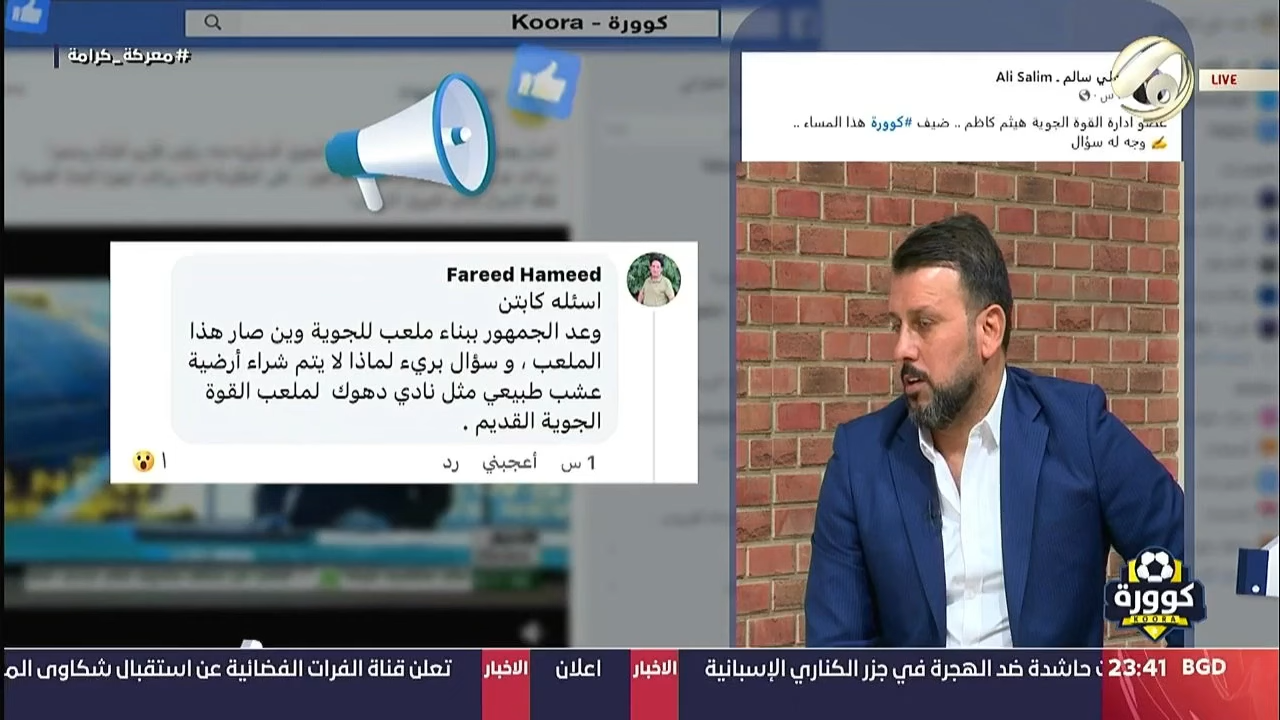 كوورة - Koora
#معركة_كرامة
LIVE
لي سالم . Ali Salim
س
عضو ادارة القوة الجوية هيثم كاظم .. ضيف #كوورة هذا المساء ..
✍ وجه له سؤال
Fareed Hameed
اسئله كابتن
وعد الجمهور ببناء ملعب للجوية وين صار هذا
الملعب ، و سؤال بريء لماذا لا يتم شراء أرضية
عشب طبيعي مثل نادي دهوك لملعب القوة
الجوية القديم .
1 س أعجبني رد
١
كوورة
KOORA
حاشدة ضد الهجرة في جزر الكناري الإسبانية
الاخبار
اعلان
الاخبار
تعلن قناة الفرات الفضائية عن استقبال شكاوى
23:41 BGD